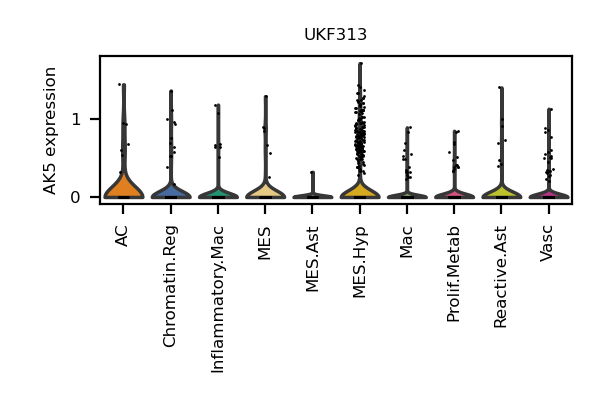 UKF313
AK5 expression
1
0
AC
Chromatin.Reg
Inflammatory.Mac
MES
MES.Ast
MES.Hyp
Mac
Prolif.Metab
Reactive.Ast
Vasc